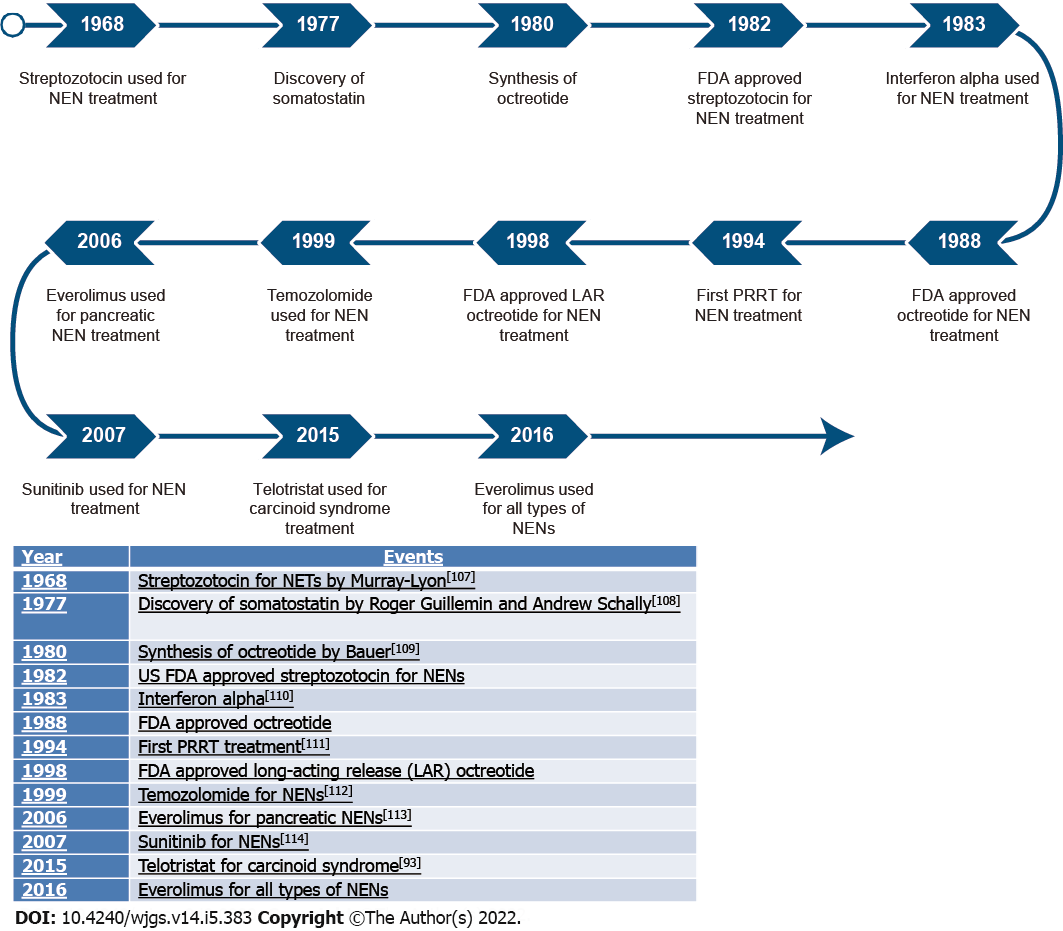 1968
Streptozotocin used for
NEN treatment
1977
Discovery of
somatostatin
1980
Synthesis of
octreotide
1982
FDA approved
streptozotocin for
NEN treatment
1983
Interferon alpha used
for NEN treatment
2006
Everolimus used
for pancreatic
NEN treatment
1999
Temozolomide
used for NEN
treatment
1998
FDA approved LAR
octreotide for NEN
treatment
1994
First PRRT for
NEN treatment
1988
FDA approved
octreotide for NEN
treatment
2007
Sunitinib used for NEN
treatment
2015
Telotristat used for
carcinoid syndrome
treatment
2016
Everolimus used
for all types of
NENs
Year Events
1968 Streptozotocin for NETs by Murray-Lyon[107]
1977 Discovery of somatostatin by Roger Guillemin and Andrew Schally[108]
1980 Synthesis of octreotide by Bauer[109]
1982 US FDA approved streptozotocin for NENs
1983 Interferon alpha[110]
1988 FDA approved octreotide
1994 First PRRT treatment[111]
1998 FDA approved long-acting release (LAR) octreotide
1999 Temozolomide for NENs[112]
2006 Everolimus for pancreatic NENs[113]
2007 Sunitinib for NENs[114]
2015 Telotristat for carcinoid syndrome[93]
2016 Everolimus for all types of NENs
DOI: 10.4240/wjgs.v14.i5.383 Copyright ©The Author(s) 2022.